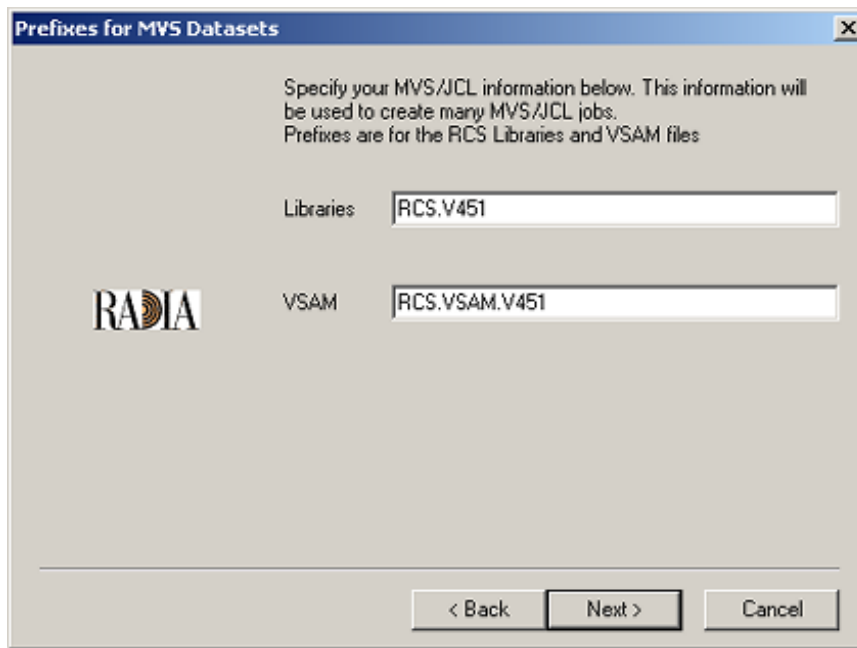 Prefixes for MVS Datasets
Specify your MVS/JCL information below. This information will
be used to create many MVS/JCL jobs.
Prefixes are for the RCS Libraries and VSAM files
Libraries RCS.V451
RADIA
VSAM RCS.VSAM.V451
< Back Next > Cancel